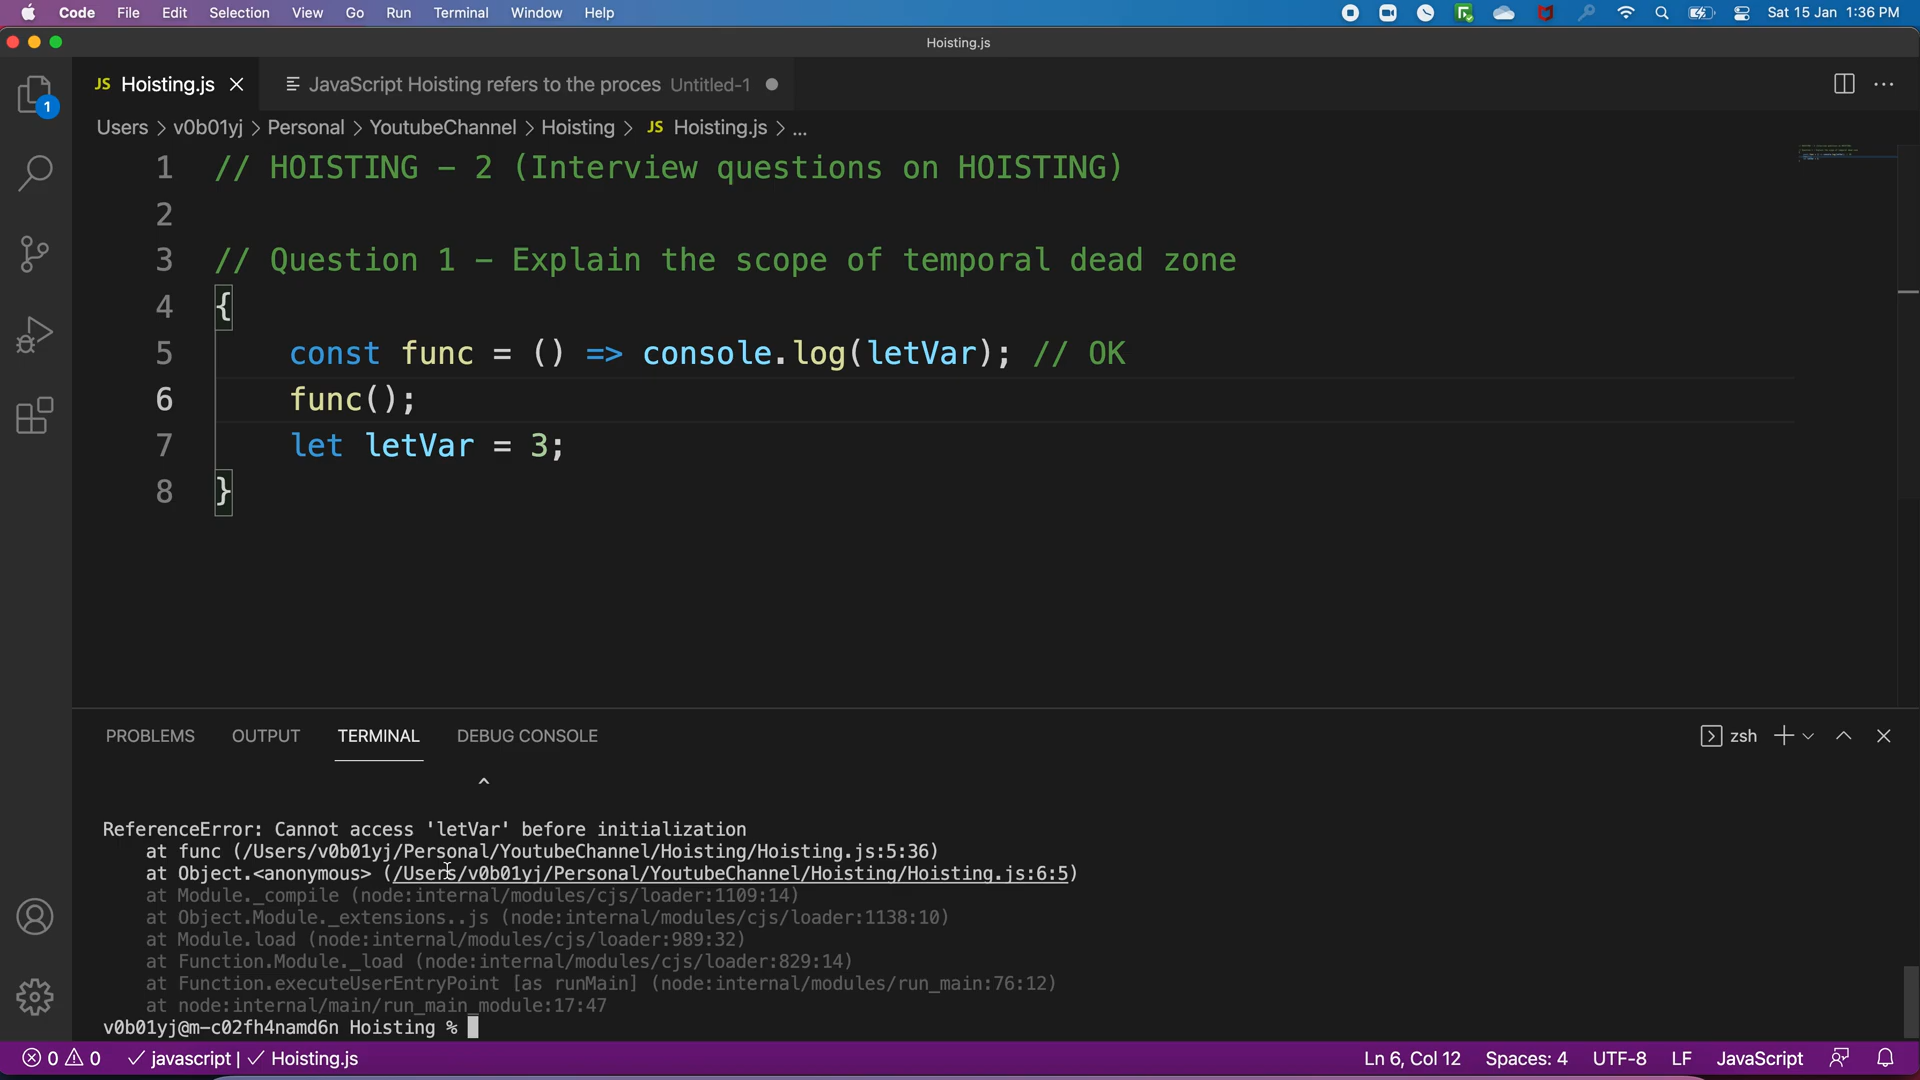 Code File Edit Selection View Go Run Terminal Window Help Sat 15 Jan 1:36 PM
Hoisting.js
JS Hoisting.js JavaScript Hoisting refers to the proces Untitled-1
1
Users > v0b01yj > Personal > YoutubeChannel > Hoisting > JS Hoisting.js > ...
1 // HOISTING – 2 (Interview questions on HOISTING)
2
3 // Question 1 – Explain the scope of temporal dead zone
4 {
5 const func = () => console.log(letVar); // OK
6 func();
7 let letVar = 3;
8 }
PROBLEMS OUTPUT TERMINAL DEBUG CONSOLE zsh
^
ReferenceError: Cannot access 'letVar' before initialization
at func (/Users/v0b01yj/Personal/YoutubeChannel/Hoisting/Hoisting.js:5:36)
at Object.<anonymous> (/Users/v0b01yj/Personal/YoutubeChannel/Hoisting/Hoisting.js:6:5)
at Module._compile (node:internal/modules/cjs/loader:1109:14)
at Object.Module._extensions..js (node:internal/modules/cjs/loader:1138:10)
at Module.load (node:internal/modules/cjs/loader:989:32)
at Function.Module._load (node:internal/modules/cjs/loader:829:14)
at Function.executeUserEntryPoint [as runMain] (node:internal/modules/run_main:76:12)
at node:internal/main/run_main_module:17:47
v0b01yj@m-c02fh4namd6n Hoisting %
0 0 javascript | Hoisting.js Ln 6, Col 12 Spaces: 4 UTF-8 LF JavaScript